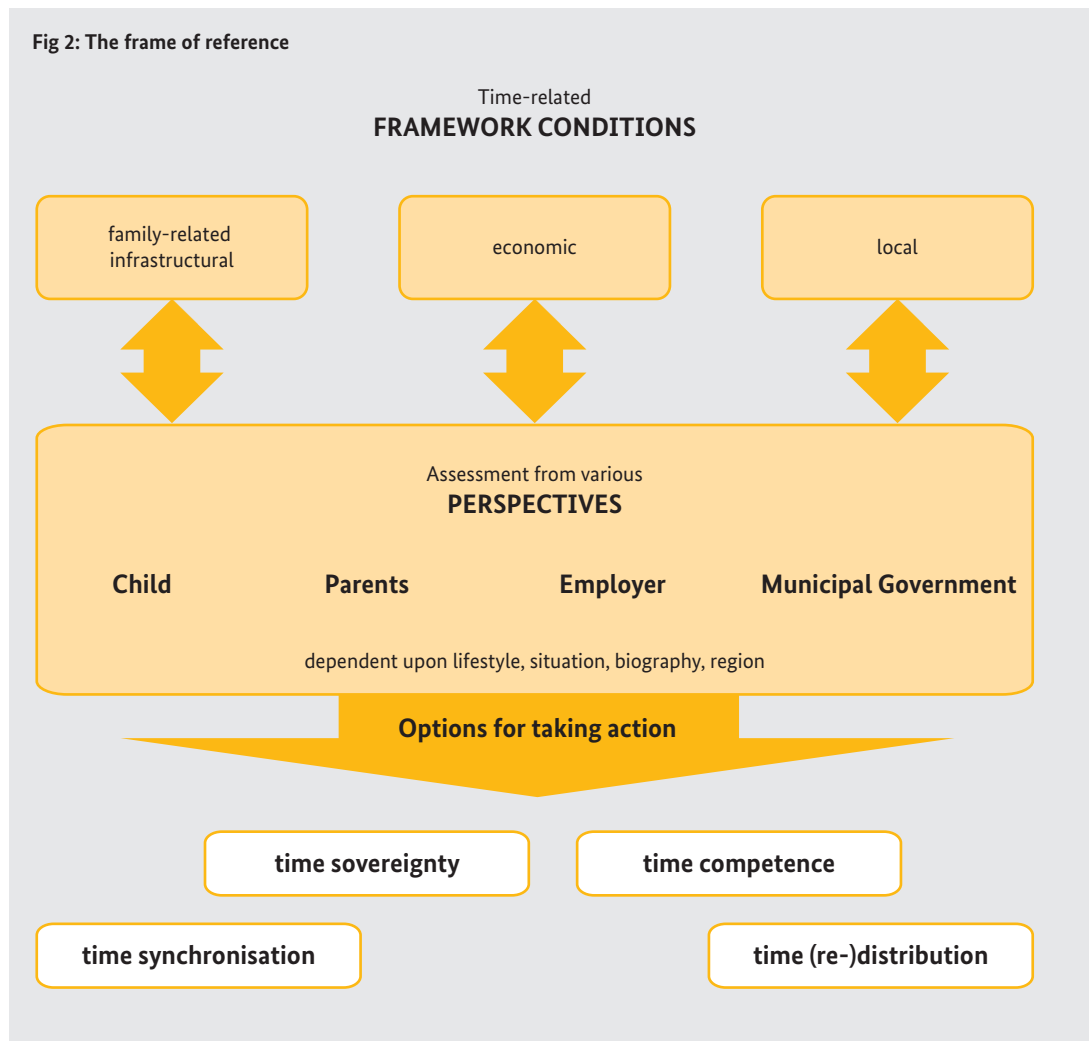 Fig 2: The frame of reference
Time-related
FRAMEWORK CONDITIONS
family-related
infrastructural
economic
local
Assessment from various
PERSPECTIVES
Child
Parents
Employer
Municipal Government
dependent upon lifestyle, situation, biography, region
Options for taking action
time sovereignty
time competence
time synchronisation
time (re-)distribution